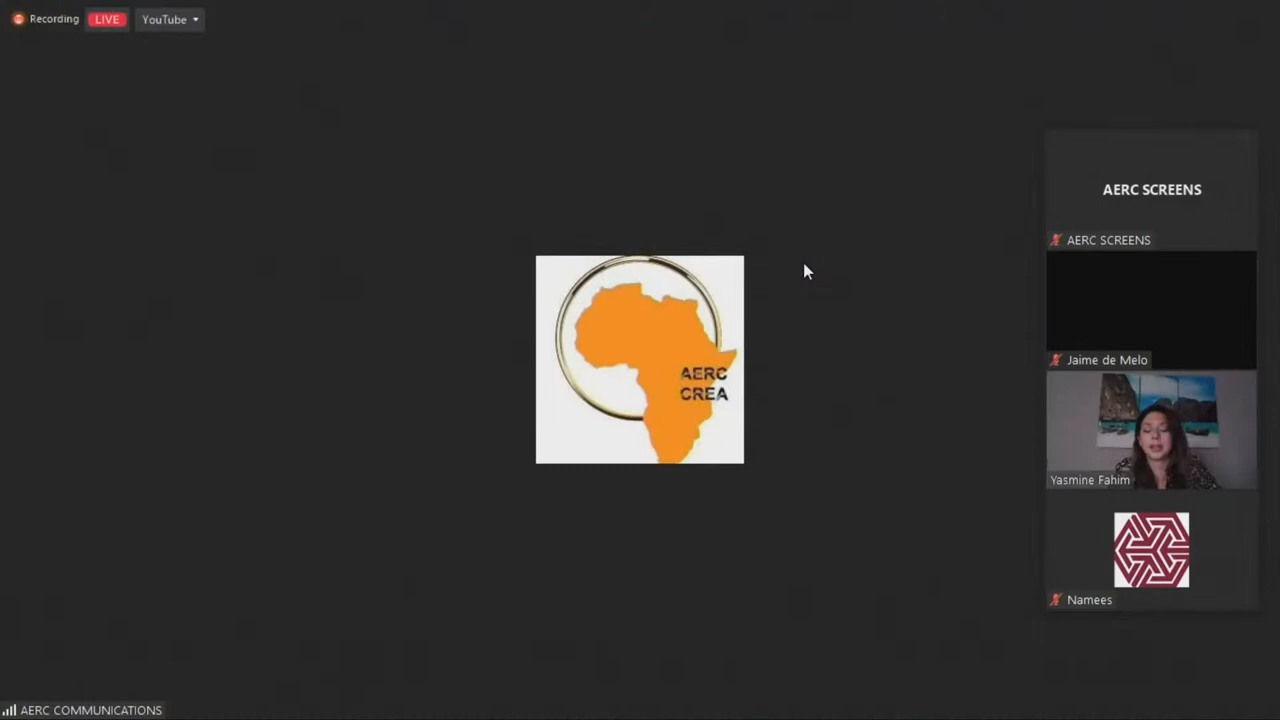 Recording LIVE YouTube
AERC SCREENS
AERC SCREENS
Jaime de Melo
AERC
CREA
Yasmine Fahim
Namees
AERC COMMUNICATIONS